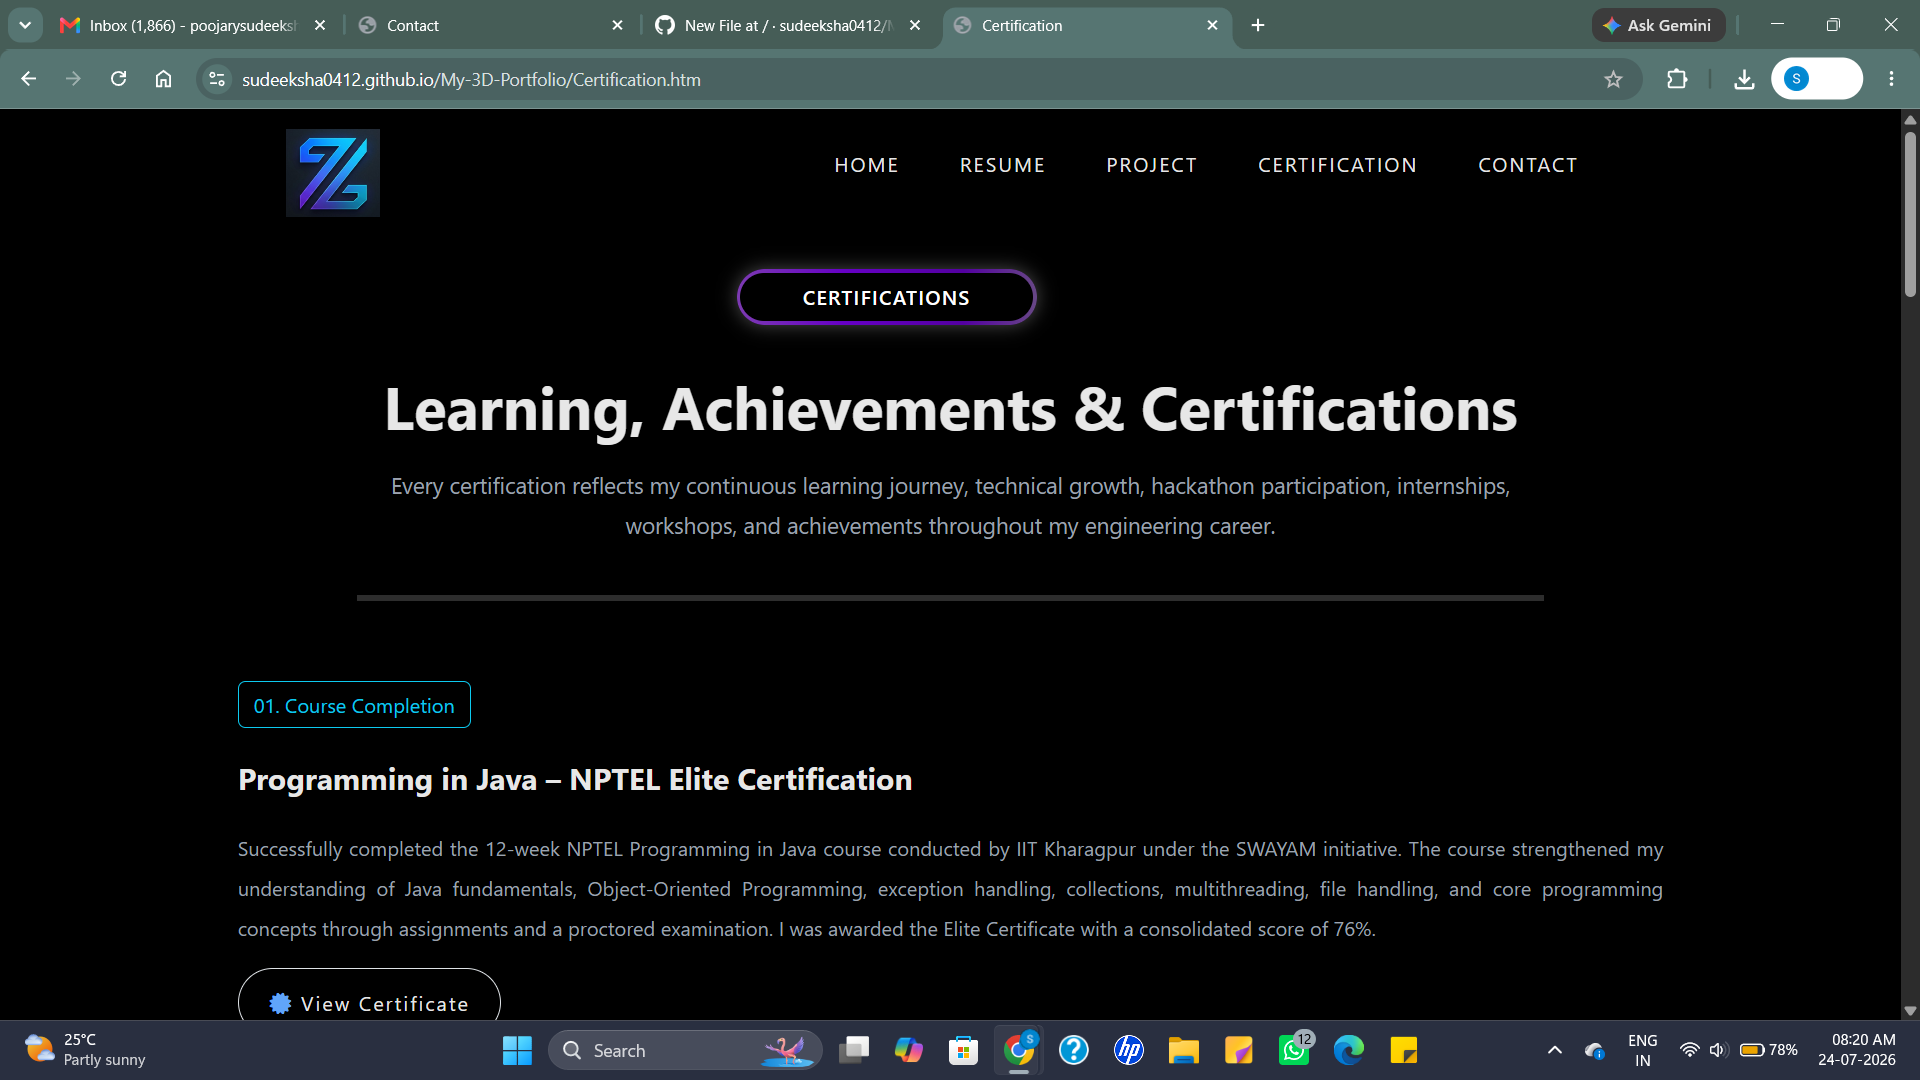 Inbox (1,866) - poojarysudeeksh
Contact
New File at / · sudeeksha0412/
Certification
Ask Gemini
sudeeksha0412.github.io/My-3D-Portfolio/Certification.htm
S
HOME
RESUME
PROJECT
CERTIFICATION
CONTACT
CERTIFICATIONS
Learning, Achievements & Certifications
Every certification reflects my continuous learning journey, technical growth, hackathon participation, internships,
workshops, and achievements throughout my engineering career.
01. Course Completion
Programming in Java – NPTEL Elite Certification
Successfully completed the 12-week NPTEL Programming in Java course conducted by IIT Kharagpur under the SWAYAM initiative. The course strengthened my
understanding of Java fundamentals, Object-Oriented Programming, exception handling, collections, multithreading, file handling, and core programming
concepts through assignments and a proctored examination. I was awarded the Elite Certificate with a consolidated score of 76%.
View Certificate
25°C
Partly sunny
Search
S
hp
12
ENG
IN
78%
08:20 AM
24-07-2026